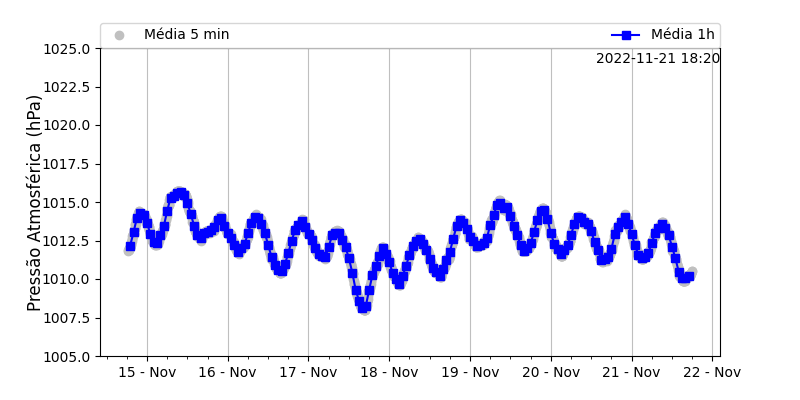 Média 5 min
Média 1h
2022-11-21 18:20
Pressão Atmosférica (hPa)
1025.0
1022.5
1020.0
1017.5
1015.0
1012.5
1010.0
1007.5
1005.0
15 - Nov
16 - Nov
17 - Nov
18 - Nov
19 - Nov
20 - Nov
21 - Nov
22 - Nov